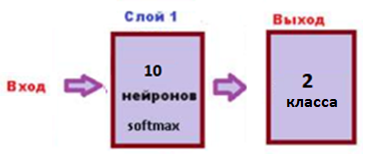 Слой 1
Выход
Вход
10
нейронов
softmax
2
класса